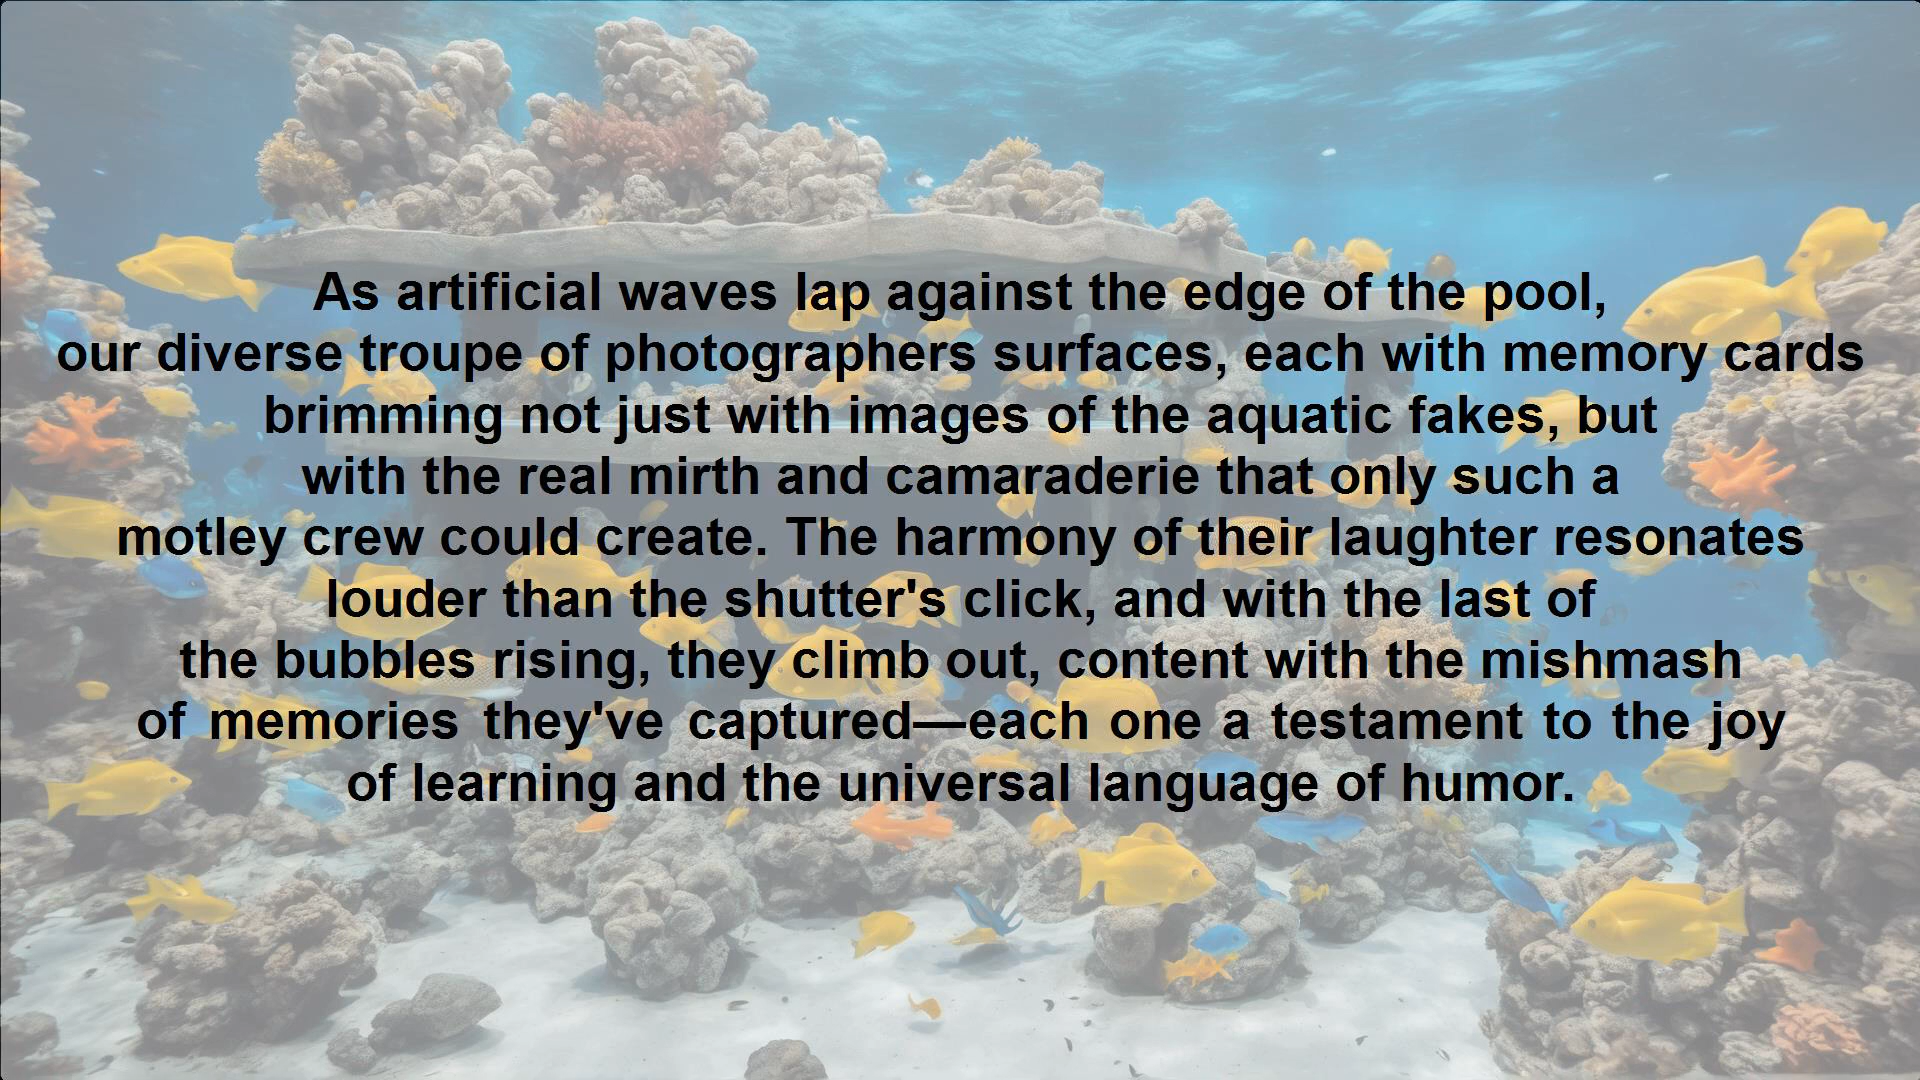 As artificial waves lap against the edge of the pool,
our diverse troupe of photographers surfaces, each with memory cards
brimming not just with images of the aquatic fakes, but
with the real mirth and camaraderie that only such a
motley crew could create. The harmony of their laughter resonates
louder than the shutter's click, and with the last of
the bubbles rising, they climb out, content with the mishmash
of memories they've captured—each one a testament to the joy
of learning and the universal language of humor.